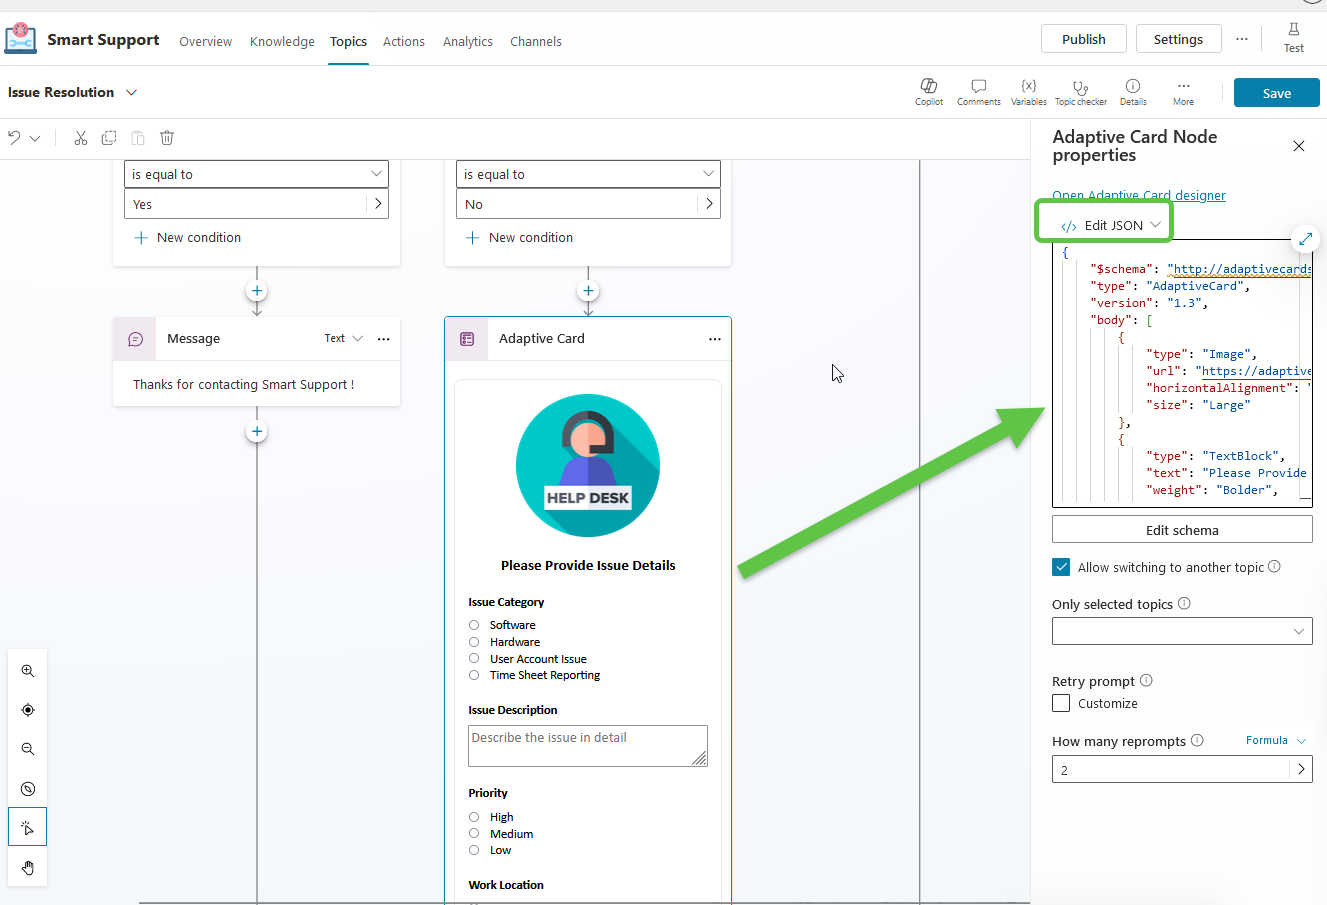 Smart Support
Overview
Knowledge
Topics
Actions
Analytics
Channels
Publish
Settings
Test
Issue Resolution
Copilot
Comments
{x}
Variables
Topic checker
Details
More
Save
is equal to
Yes
New condition
is equal to
No
New condition
Message
Text
Thanks for contacting Smart Support !
Adaptive Card
HELP DESK
Please Provide Issue Details
Issue Category
Software
Hardware
User Account Issue
Time Sheet Reporting
Issue Description
Describe the issue in detail
Priority
High
Medium
Low
Work Location
Adaptive Card Node
properties
Open Adaptive Card designer
</> Edit JSON
{
"$schema": "http://adaptivecards
"type": "AdaptiveCard",
"version": "1.3",
"body": [
{
"type": "Image",
"url": "https://adaptive
"horizontalAlignment": "
"size": "Large"
},
{
"type": "TextBlock",
"text": "Please Provide
"weight": "Bolder",
Edit schema
Allow switching to another topic
Only selected topics
Retry prompt
Customize
How many reprompts
Formula
2